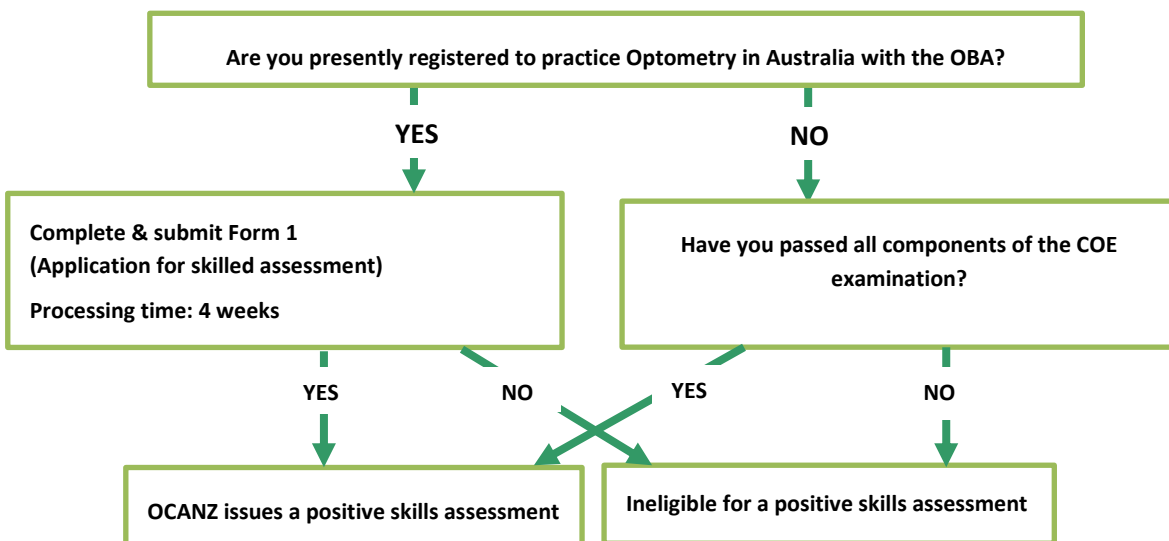 Are you presently registered to practice Optometry in Australia with the OBA?
YES
NO
Complete & submit Form 1
(Application for skilled assessment)
Processing time: 4 weeks
Have you passed all components of the COE
examination?
YES
NO
YES
NO
OCANZ issues a positive skills assessment
Ineligible for a positive skills assessment